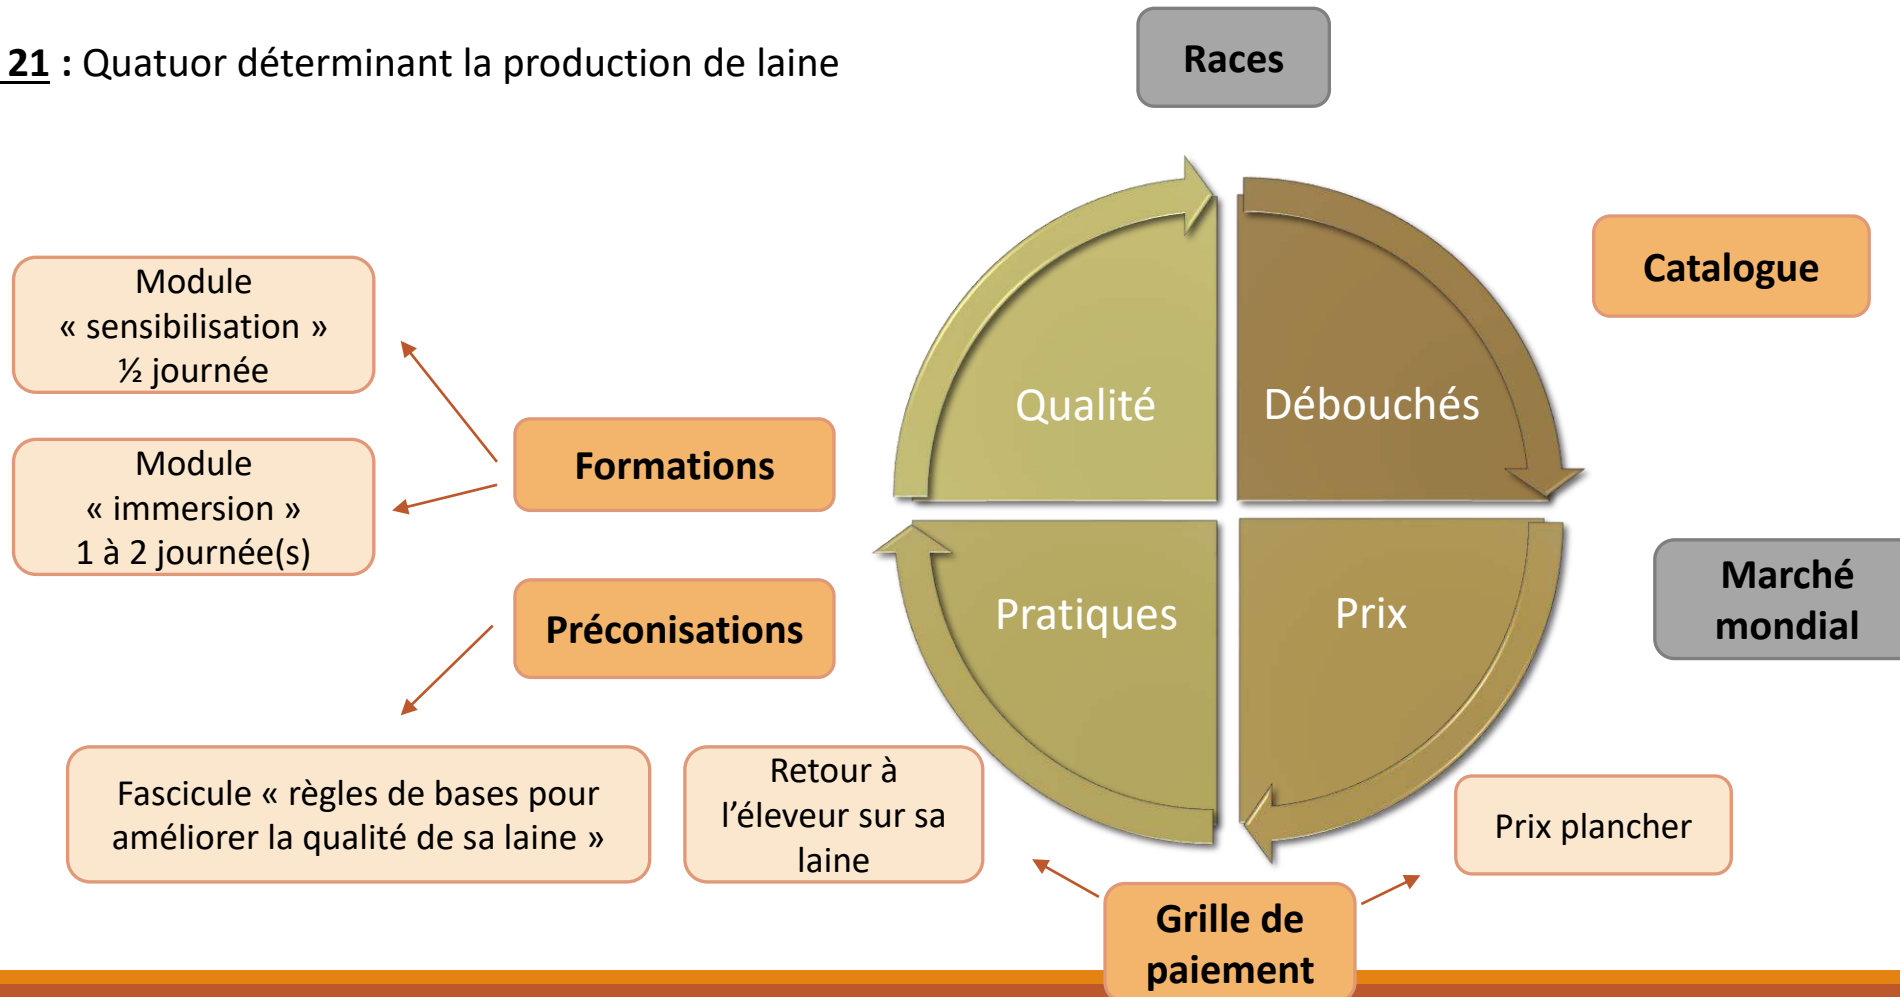 21 : Quatuor déterminant la production de laine
Races
Catalogue
Module
« sensibilisation »
½ journée
Qualité
Débouchés
Formations
Module
« immersion »
1 à 2 journée(s)
Marché
mondial
Pratiques
Prix
Préconisations
Fascicule « règles de bases pour
améliorer la qualité de sa laine »
Retour à
l’éleveur sur sa
laine
Prix plancher
Grille de
paiement